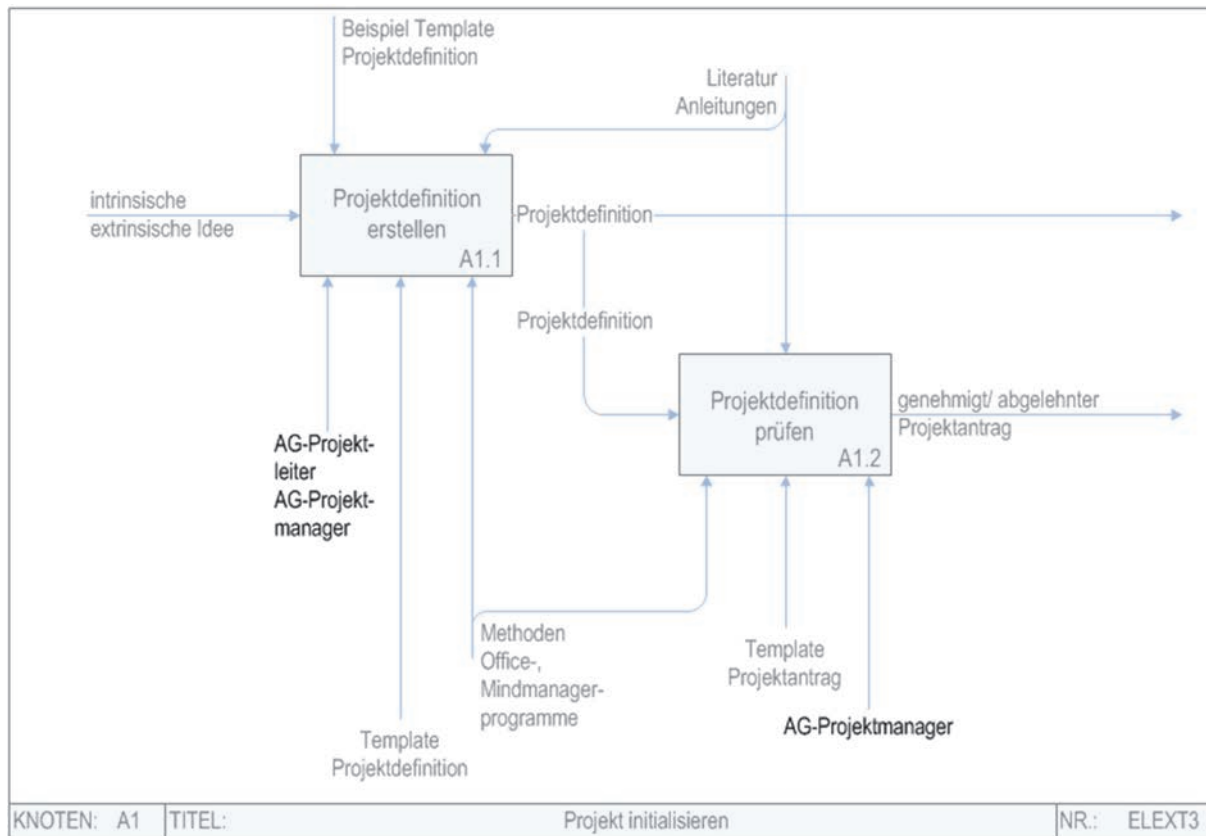 Beispiel Template
Projektdefinition
Literatur
Anleitungen
intrinsische
extrinsische Idee
Projektdefinition
erstellen
A1.1
Projektdefinition
Projektdefinition
Projektdefinition
prüfen
A1.2
genehmigt/ abgelehnter
Projektantrag
AG-Projekt-
leiter
AG-Projekt-
manager
Methoden
Office-,
Mindmanager-
programme
Template
Projektantrag
AG-Projektmanager
Template
Projektdefinition
KNOTEN: A1 TITEL: Projekt initialisieren NR.: ELEXT3